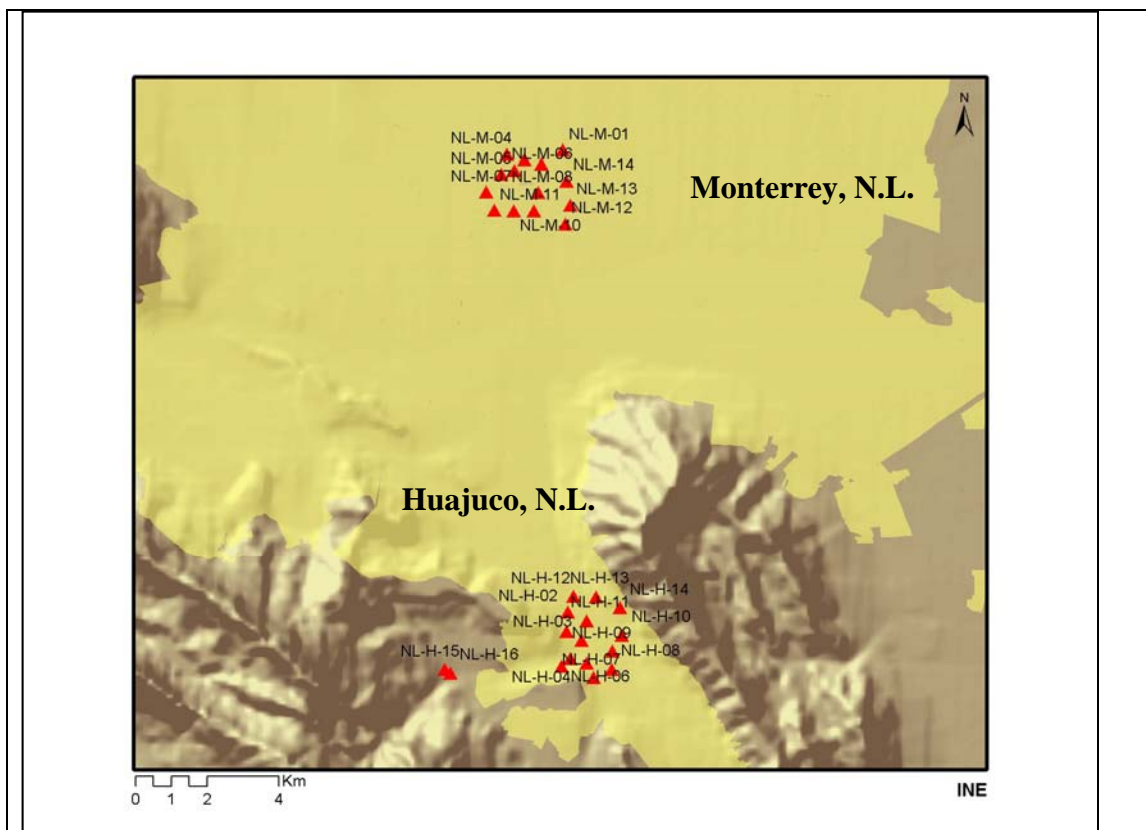 N
NL-M-04
NL-M-01
NL-M-05
NL-M-06
NL-M-14
NL-M-07
NL-M-08
NL-M-13
NL-M-11
NL-M-12
NL-M-10
Monterrey, N.L.
Huajuco, N.L.
NL-H-12
NL-H-13
NL-H-14
NL-H-02
NL-H-11
NL-H-10
NL-H-03
NL-H-09
NL-H-15
NL-H-16
NL-H-07
NL-H-08
NL-H-04
NL-H-06
Km
0 1 2 4
INE